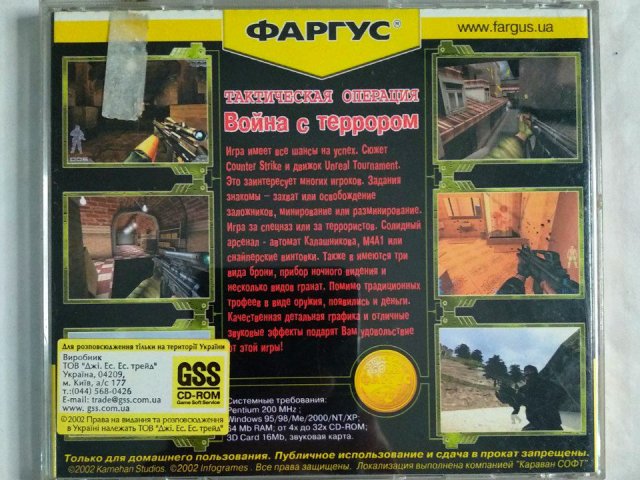 ФАРГУС®
www.fargus.ua
ТАКТИЧЕСКАЯ ОПЕРАЦИЯ
Война с террором
Игра имеет все шансы на успех. Сюжет
Counter Strike и движок Unreal Tournament.
Это заинтересует многих игроков. Задания
знакомы – захват или освобождение
заложников, минирование или разминирование.
Игра за спецназ или за террористов. Солидный
арсенал - автомат Калашникова, М4А1 или
снайперские винтовки. Также в имеются три
вида брони, прибор ночного видения и
несколько видов гранат. Помимо традиционных
трофеев в виде оружия, появились и деньги.
Качественная детальная графика и отличные
звуковые эффекты подарят Вам удовольствие
от этой игры!
Для розповсюдження тільки на території України
Виробник
ТОВ "Джі. Ес. Ес. трейд"
Україна, 04209,
м. Київ, а/с 177
т.(044) 568-0426
E-mail: trade@gss.com.ua
www. gss.com.ua
GSS
CD-ROM
Game Soft Service
©2002 Права на видання та розповсюдження
в Україні належать ТОВ "Джі. Ес. Ес. трейд"
Системные требования:
Pentium 200 MHz ;
Windows 95/98/Me/2000/NT/XP;
64 Mb RAM; от 4x до 32x CD-ROM;
3D Card 16Mb, звуковая карта.
Только для домашнего пользования. Публичное использование и сдача в прокат запрещены.
©2002 Kamehan Studios. ©2002 Infogrames . Все права защищены. Локализация выполнена компанией "Караван СОФТ"